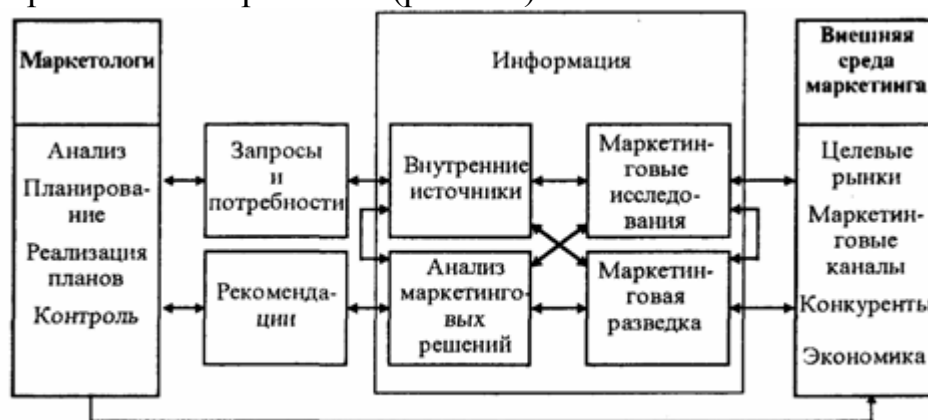 Маркетологи
Анализ
Планирова-
ние
Реализация
планов
Контроль
Запросы
и
потребности
Рекоменда-
ции
Информация
Внутренние
источники
Анализ
маркетинго-
вых
решений
Маркетин-
говые
исследо-
вания
Маркетин-
говая
разведка
Внешняя
среда
маркетинга
Целевые
рынки
Маркетин-
говые
каналы
Конкуренты
Экономика